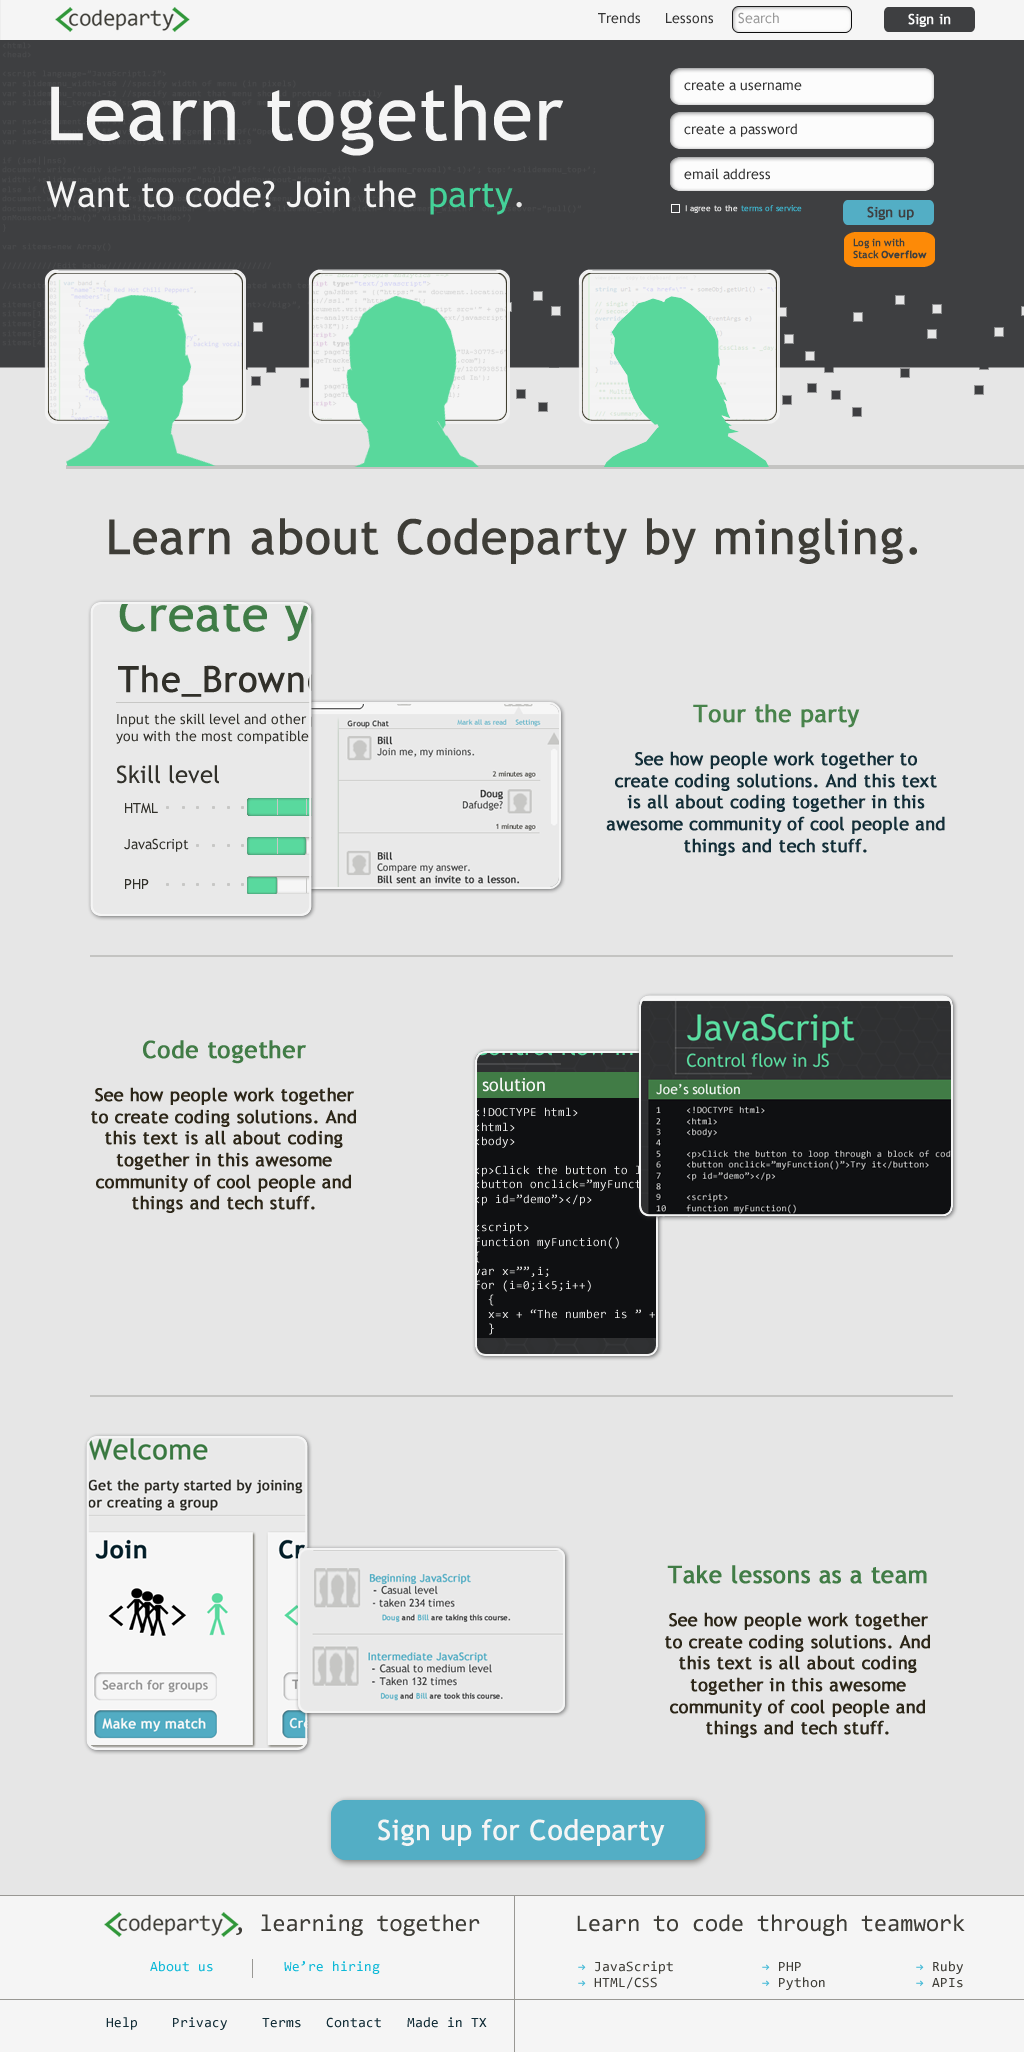 <codeparty>
Trends Lessons Search Sign in
Learn together
Want to code? Join the party.
create a username
create a password
email address
I agree to the terms of service
Sign up
Log in with
Stack Overflow
Learn about Codeparty by mingling.
Create y
The_Brown
Input the skill level and other
you with the most compatible
Skill level
HTML
JavaScript
PHP
Group Chat Mark all as read Settings
Bill
Join me, my minions.
2 minutes ago
Doug
Dafudge?
1 minute ago
Bill
Compare my answer.
Bill sent an invite to a lesson.
Tour the party
See how people work together to
create coding solutions. And this text
is all about coding together in this
awesome community of cool people and
things and tech stuff.
Code together
See how people work together
to create coding solutions. And
this text is all about coding
together in this awesome
community of cool people and
things and tech stuff.
solution
<!DOCTYPE html>
<html>
<body>
<p>Click the button to l
<button onclick=”myFunct
<p id=”demo”></p>
<script>
function myFunction()
{
var x=””,i;
for (i=0;i<5;i++)
{
x=x + “The number is ” +
}
JavaScript
Control flow in JS
Joe’s solution
1 <!DOCTYPE html>
2 <html>
3 <body>
4
5 <p>Click the button to loop through a block of cod
6 <button onclick=”myFunction()”>Try it</button>
7 <p id=”demo”></p>
8
9 <script>
10 function myFunction()
Welcome
Get the party started by joining
or creating a group
Join
Cr
< >
<
Search for groups
T
Make my match
Cre
Beginning JavaScript
- Casual level
- taken 234 times
Doug and Bill are taking this course.
Intermediate JavaScript
- Casual to medium level
- Taken 132 times
Doug and Bill are took this course.
Take lessons as a team
See how people work together
to create coding solutions. And
this text is all about coding
together in this awesome
community of cool people and
things and tech stuff.
Sign up for Codeparty
<codeparty>, learning together
About us We’re hiring
Learn to code through teamwork
→ JavaScript → PHP → Ruby
→ HTML/CSS → Python → APIs
Help Privacy Terms Contact Made in TX